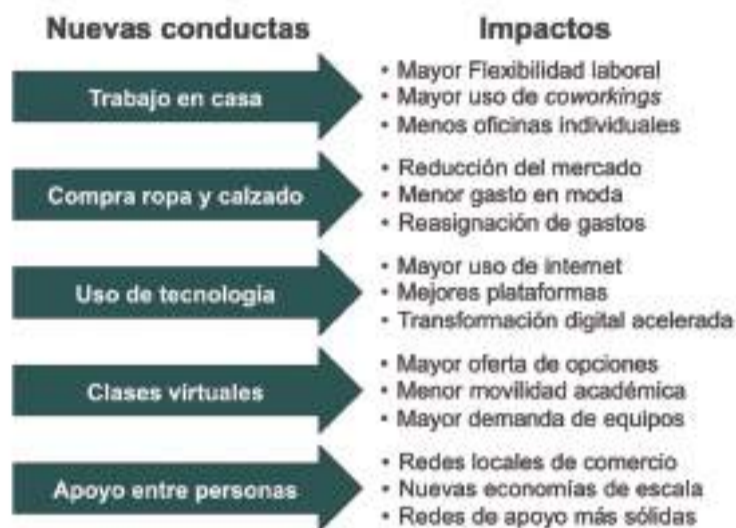 Nuevas conductas
Impactos
Trabajo en casa
• Mayor Flexibilidad laboral
• Mayor uso de coworkings
• Menos oficinas individuales
Compra ropa y calzado
• Reducción del mercado
• Menor gasto en moda
• Reasignación de gastos
Uso de tecnología
• Mayor uso de internet
• Mejores plataformas
• Transformación digital acelerada
Clases virtuales
• Mayor oferta de opciones
• Menor movilidad académica
• Mayor demanda de equipos
Apoyo entre personas
• Redes locales de comercio
• Nuevas economías de escala
• Redes de apoyo más sólidas